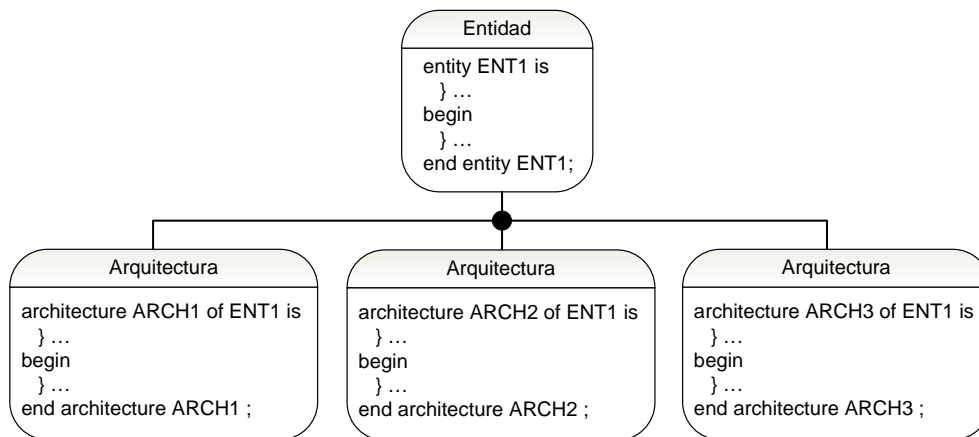 Entidad
entity ENT1 is
} …
begin
} …
end entity ENT1;
Arquitectura
architecture ARCH1 of ENT1 is
} …
begin
} …
end architecture ARCH1 ;
Arquitectura
architecture ARCH2 of ENT1 is
} …
begin
} …
end architecture ARCH2 ;
Arquitectura
architecture ARCH3 of ENT1 is
} …
begin
} …
end architecture ARCH3 ;